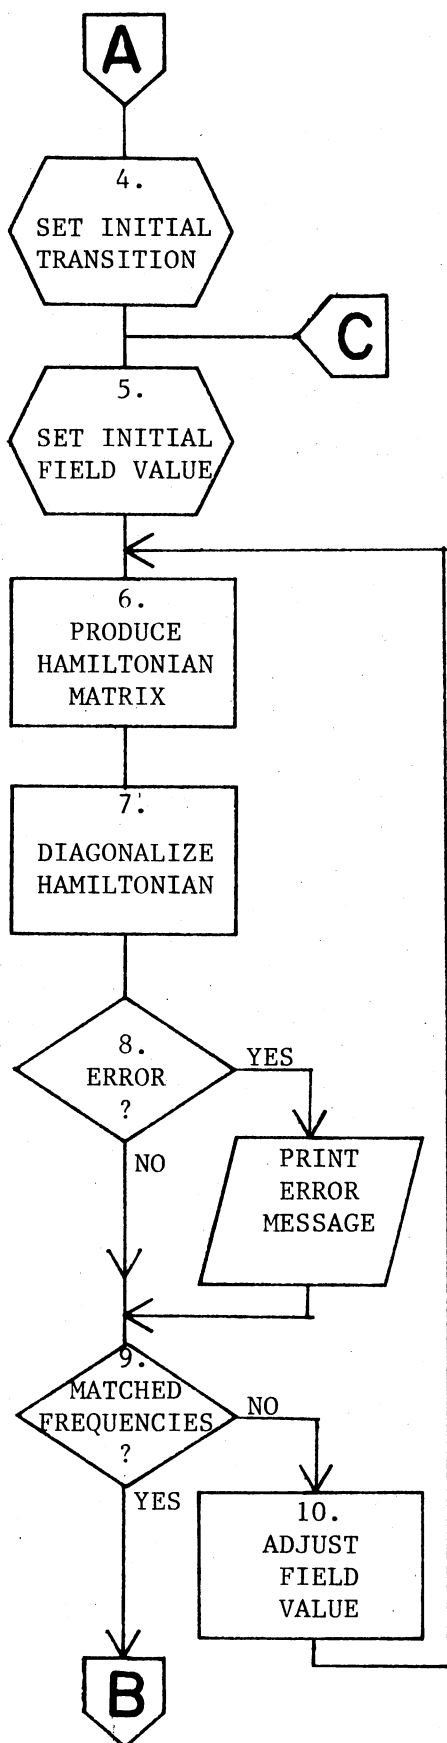 A
4.
SET INITIAL
TRANSITION
C
5.
SET INITIAL
FIELD VALUE
6.
PRODUCE
HAMILTONIAN
MATRIX
7.
DIAGONALIZE
HAMILTONIAN
8.
ERROR
?
YES
NO
PRINT
ERROR
MESSAGE
9.
MATCHED
FREQUENCIES
?
NO
YES
10.
ADJUST
FIELD
VALUE
B